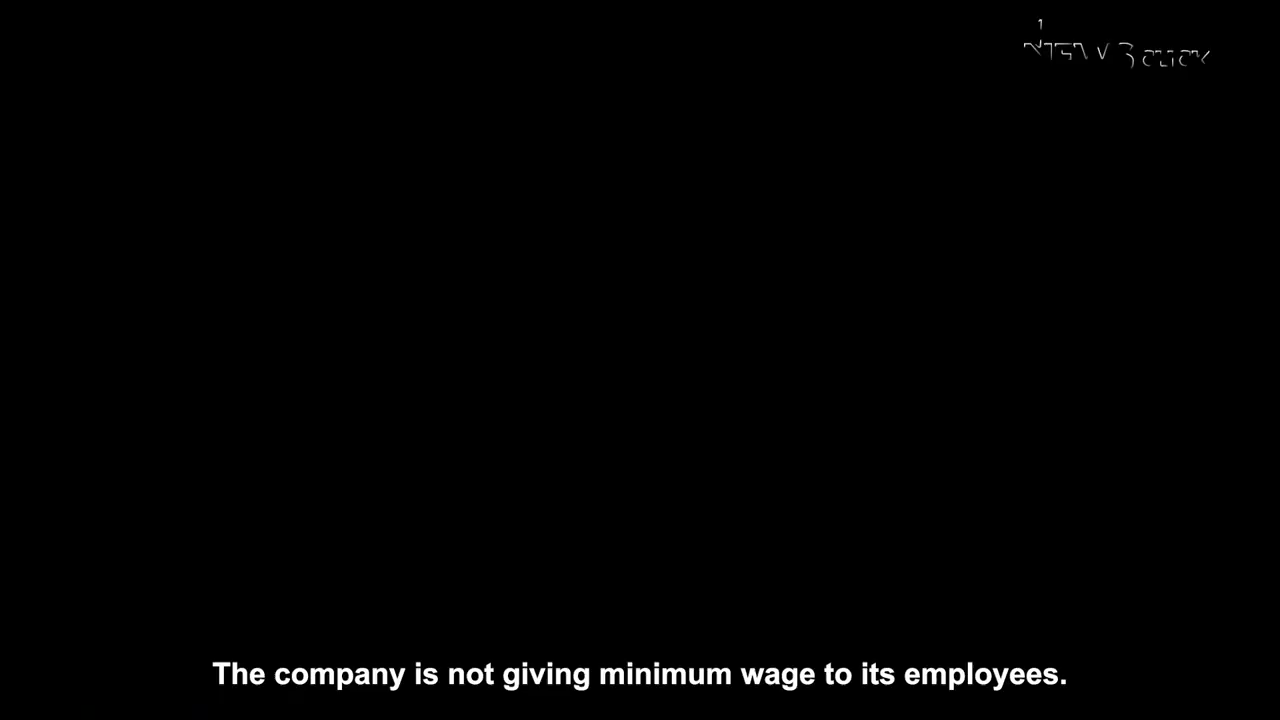 The company is not giving minimum wage to its employees.